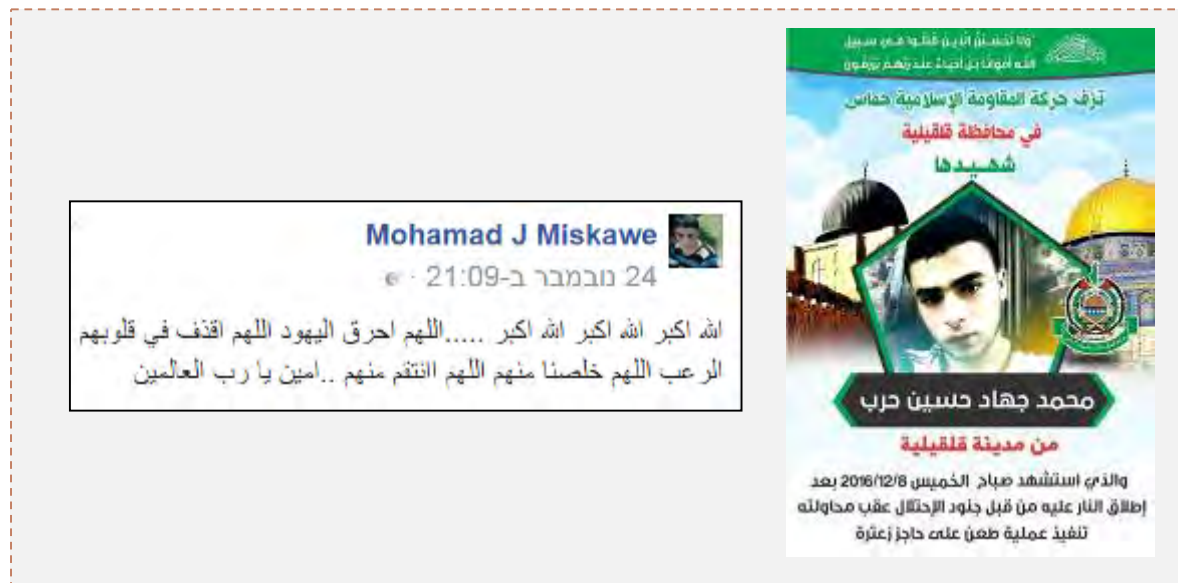 Mohamad J Miskawe
24 נובמבר ב-21:09 ·
الله اكبر الله اكبر الله اكبر .....اللهم احرق اليهود اللهم اقذف في قلوبهم
الرعب اللهم خلصنا منهم اللهم اانتقم منهم ..امين يا رب العالمين
ولا تحسبن الذين قتلوا في سبيل
الله أمواتا بل أحياء عند ربهم يرزقون
تزف حركة المقاومة الإسلامية حماس
في محافظة قلقيلية
شهيدها
محمد جهاد حسين حرب
من مدينة قلقيلية
والذي استشهد صباح الخميس 2016/12/8 بعد
إطلاق النار عليه من قبل جنود الإحتلال عقب محاولته
تنفيذ عملية طعن على حاجز زعترة